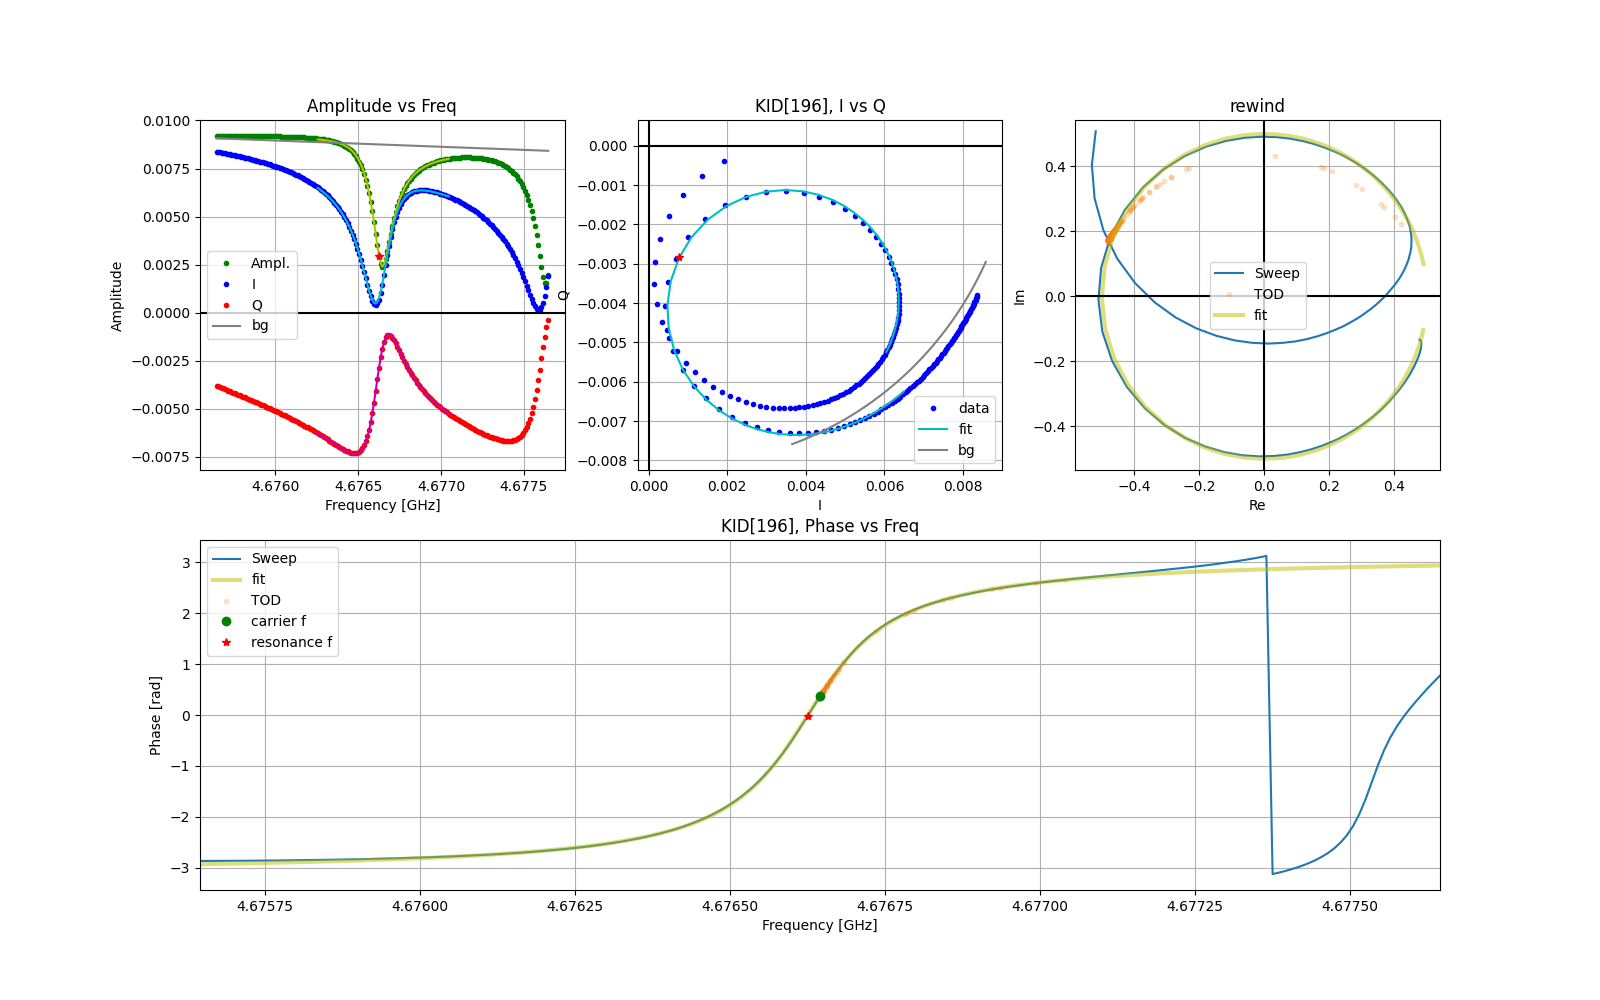 Amplitude vs Freq
Amplitude
0.0100
0.0075
0.0050
0.0025
0.0000
−0.0025
−0.0050
−0.0075
Ampl.
I
Q
bg
4.6760
4.6765
4.6770
4.6775
Frequency [GHz]
KID[196], I vs Q
Q
0.000
−0.001
−0.002
−0.003
−0.004
−0.005
−0.006
−0.007
−0.008
data
fit
bg
0.000
0.002
0.004
0.006
0.008
I
rewind
Im
0.4
0.2
0.0
−0.2
−0.4
Sweep
TOD
fit
−0.4
−0.2
0.0
0.2
0.4
Re
KID[196], Phase vs Freq
Phase [rad]
3
2
1
0
−1
−2
−3
Sweep
fit
TOD
carrier f
resonance f
4.67575
4.67600
4.67625
4.67650
4.67675
4.67700
4.67725
4.67750
Frequency [GHz]